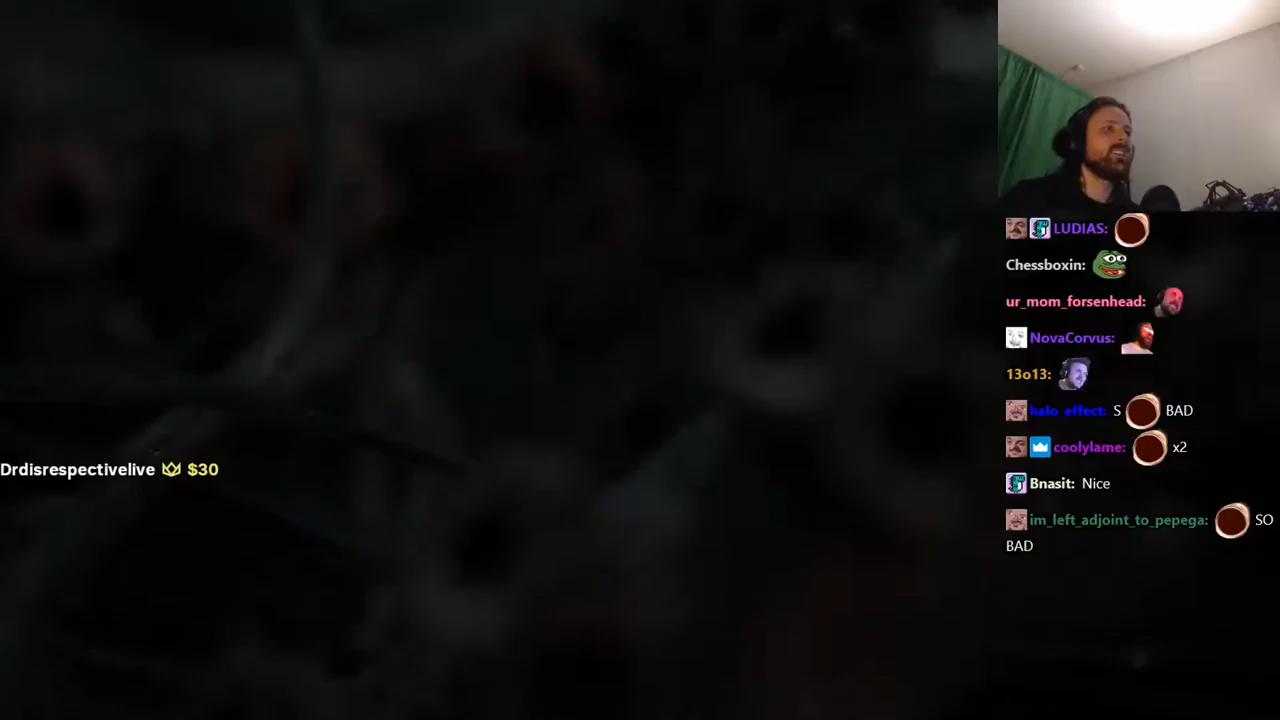 LUDIAS:
Chessboxin:
ur_mom_forsenhead:
NovaCorvus:
13o13:
halo_effect: S BAD
coolylame: x2
Drdisrespectivelive $30
Bnasit: Nice
im_left_adjoint_to_pepega: SO
BAD